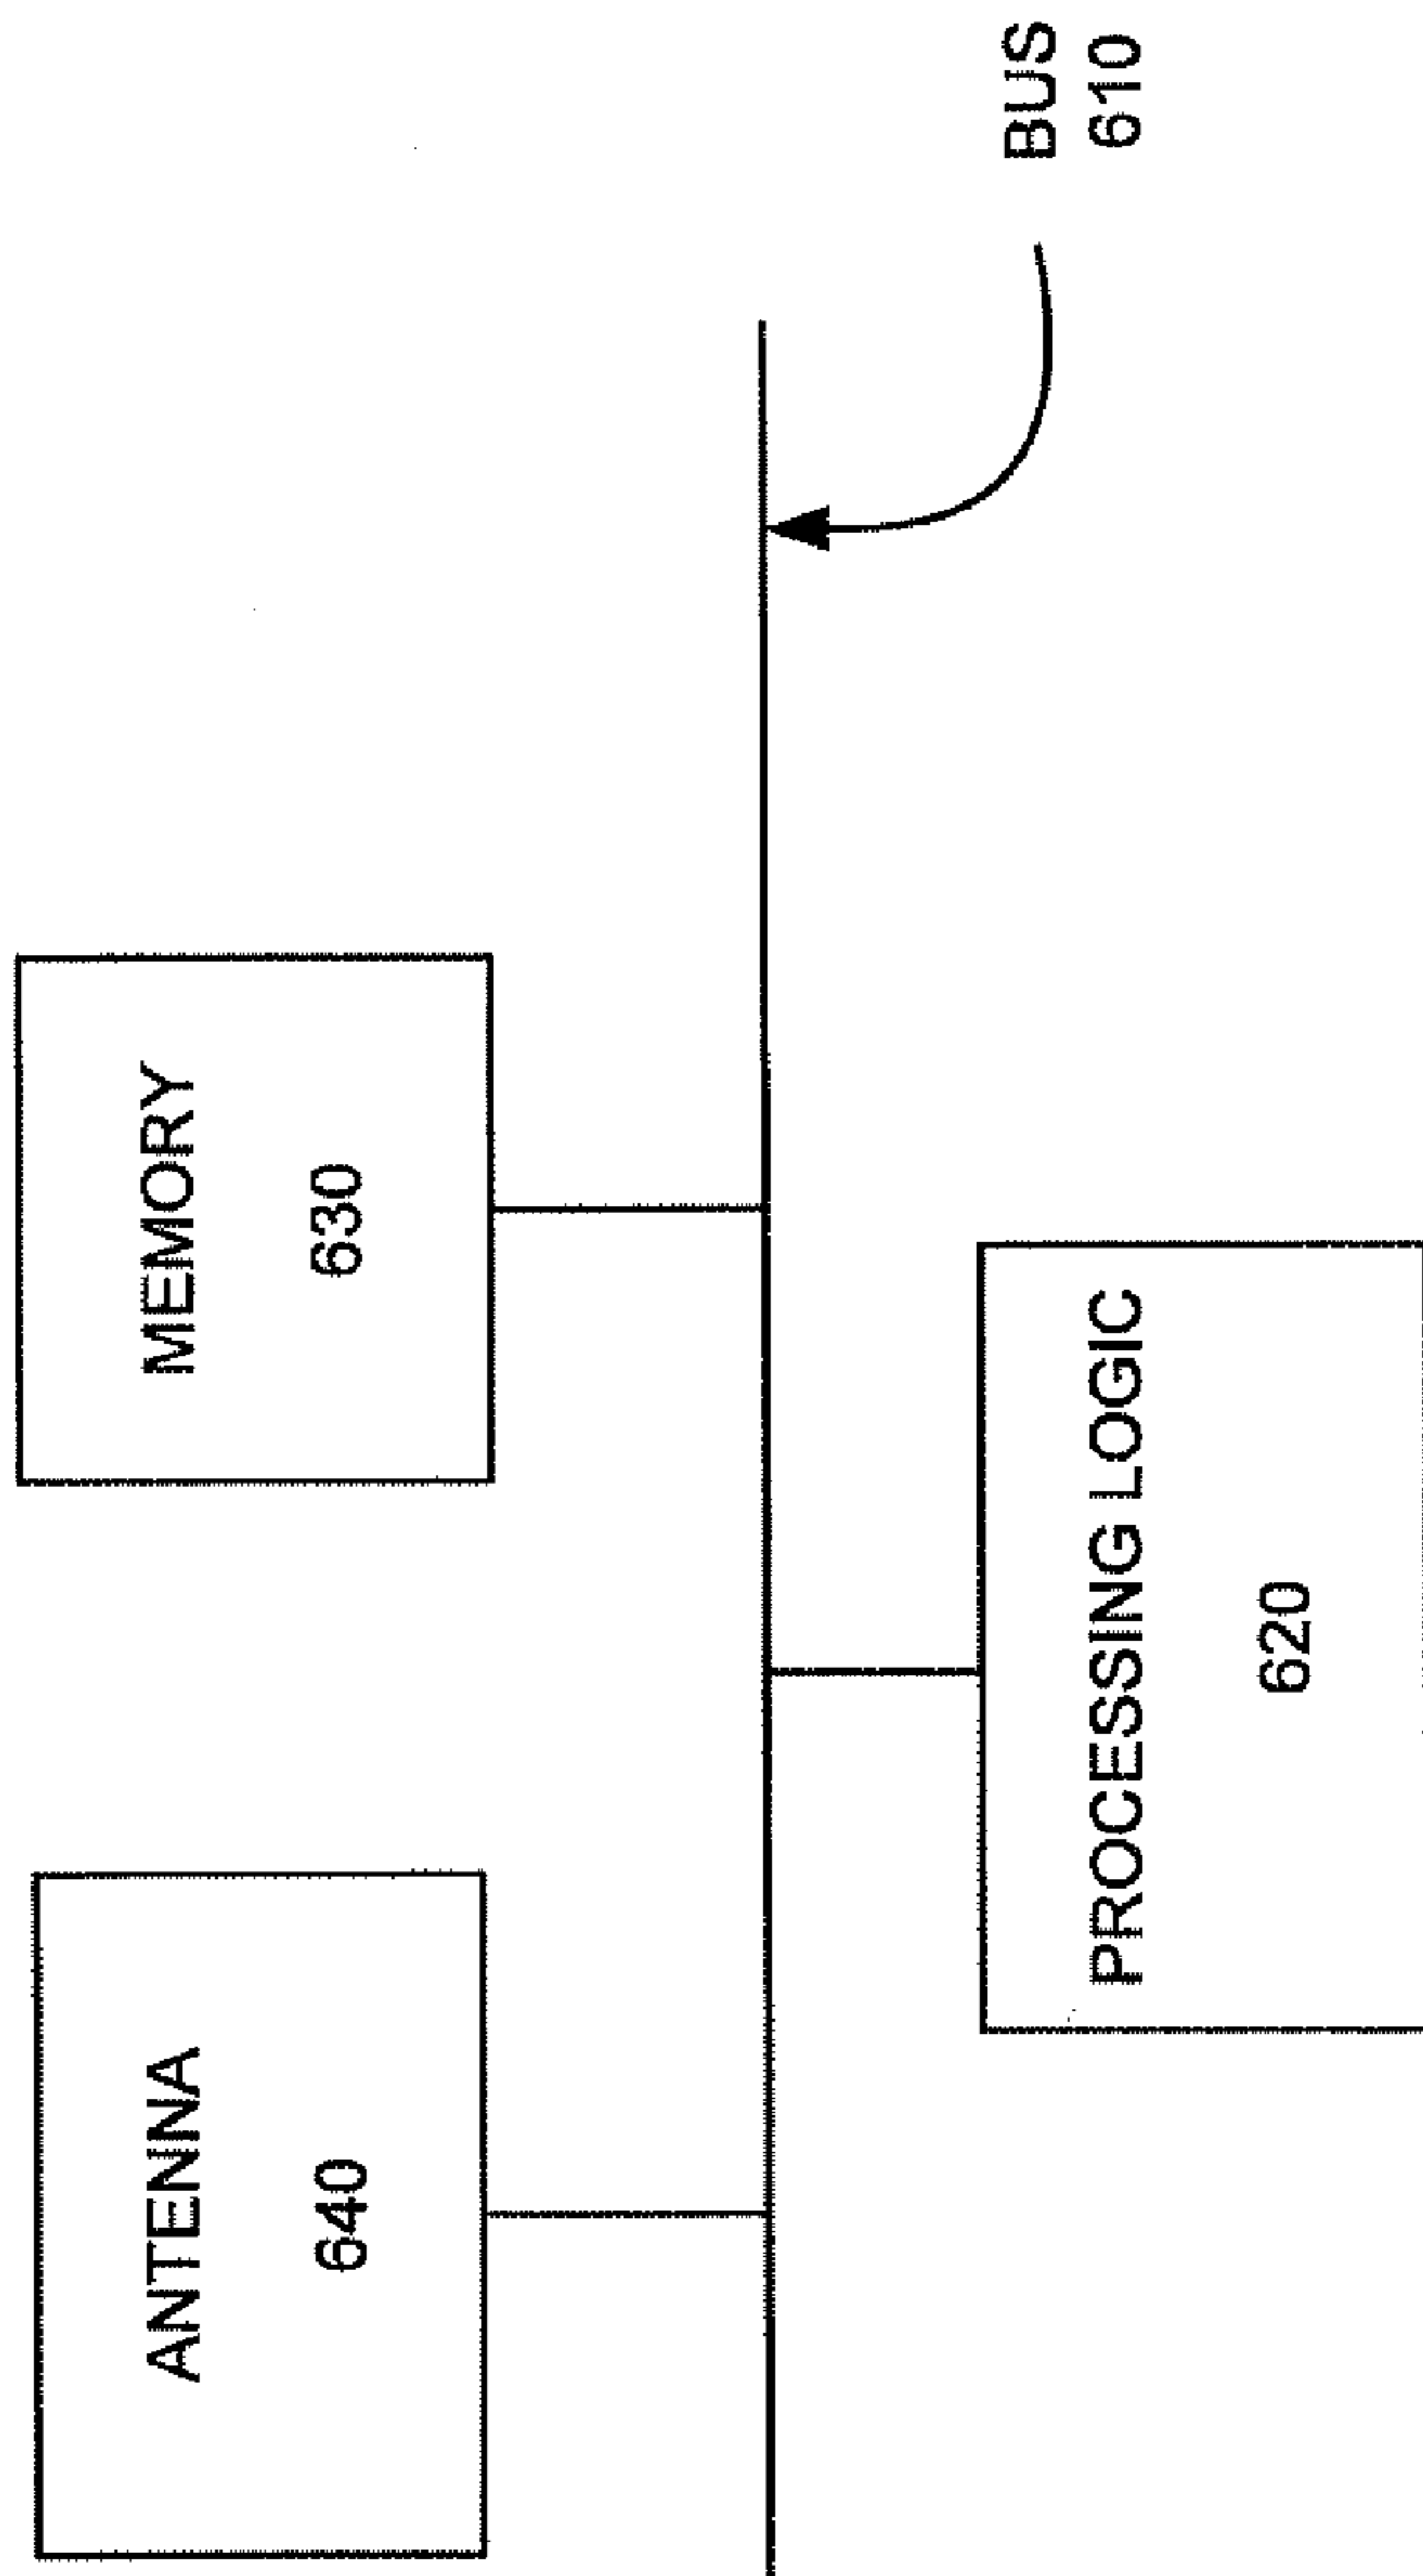 ANTENNA
640
MEMORY
630
PROCESSING LOGIC
620
BUS
610